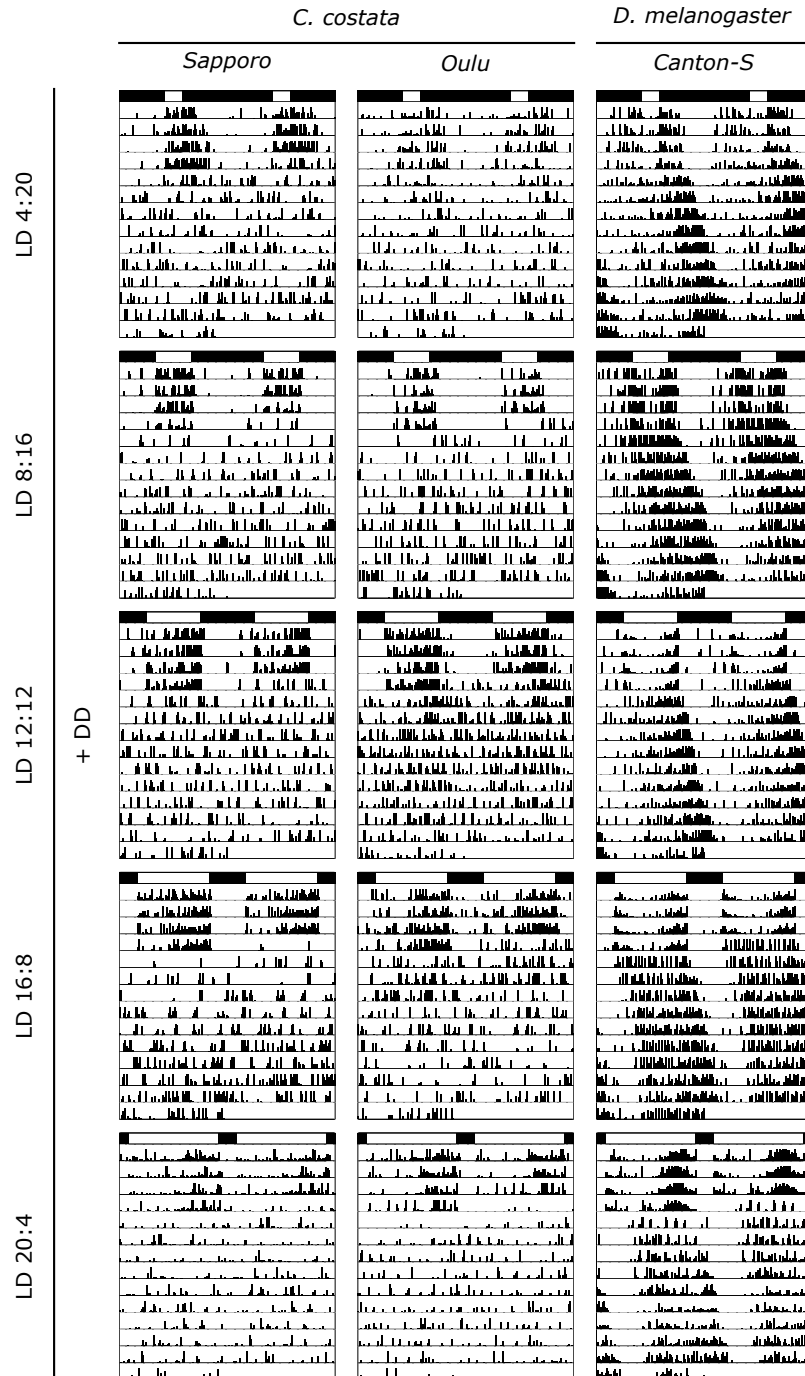 C. costata
D. melanogaster
Sapporo
Oulu
Canton-S
LD 4:20
LD 8:16
LD 12:12
+ DD
LD 16:8
LD 20:4